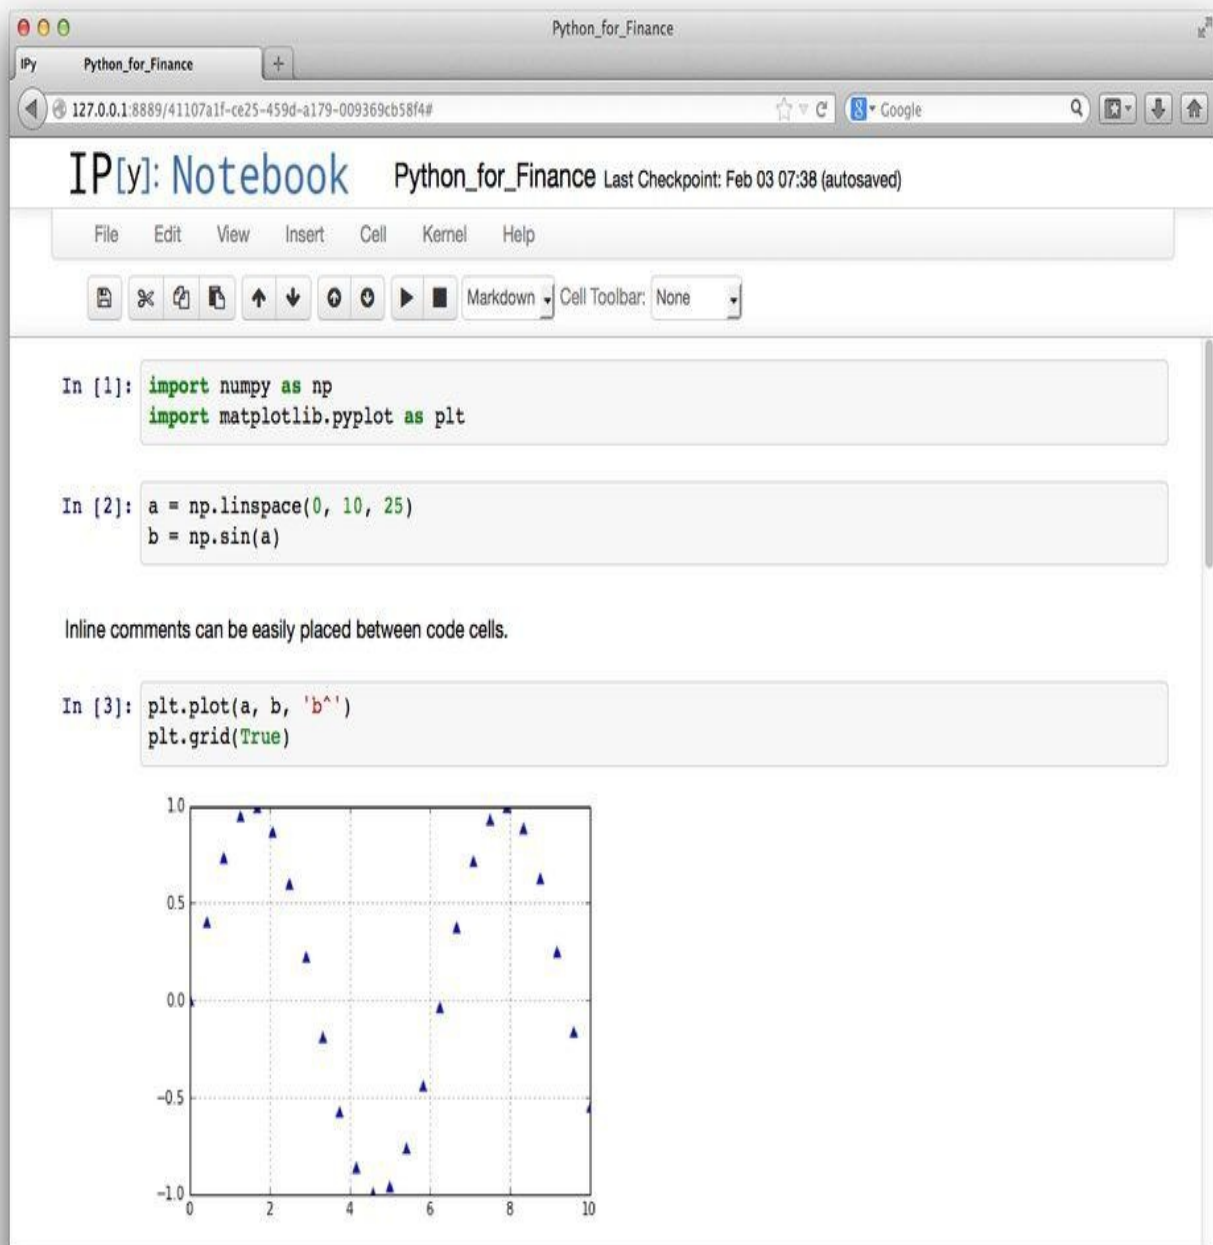 Python_for_Finance
IPy Python_for_Finance +
127.0.0.1:8889/41107a1f-ce25-459d-a179-009369cb58f4# 8 Google
IP[y]: Notebook Python_for_Finance Last Checkpoint: Feb 03 07:38 (autosaved)
File Edit View Insert Cell Kernel Help
Markdown Cell Toolbar: None
In [1]: import numpy as np
import matplotlib.pyplot as plt
In [2]: a = np.linspace(0, 10, 25)
b = np.sin(a)
Inline comments can be easily placed between code cells.
In [3]: plt.plot(a, b, 'b^')
plt.grid(True)
1.0
0.5
0.0
−0.5
−1.0
0 2 4 6 8 10